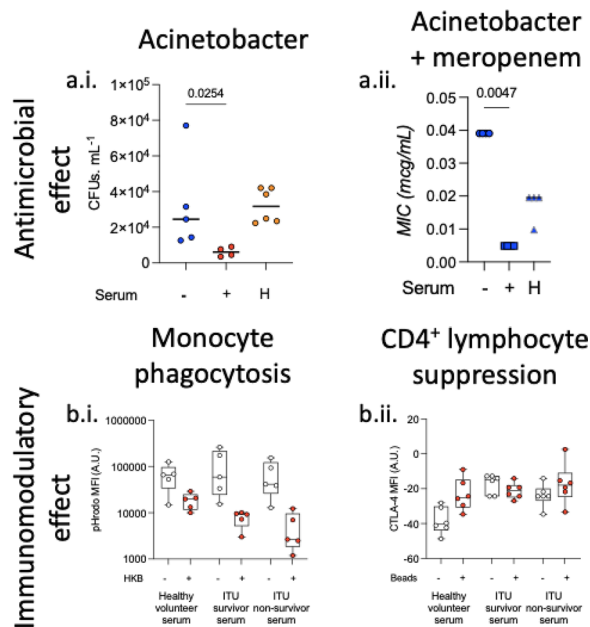 Acinetobacter
Acinetobacter
+ meropenem
Antimicrobial
effect
a.i.
0.0254
1×10⁵
8×10⁴
6×10⁴
4×10⁴
2×10⁴
0
CFUs. mL⁻¹
Serum - + H
a.ii.
0.0047
0.05
0.04
0.03
0.02
0.01
0.00
MIC (mcg/mL)
Serum - + H
Immunomodulatory
effect
Monocyte
phagocytosis
b.i.
1000000
100000
10000
1000
pHrodo MFI (A.U.)
HKB - + - + - +
Healthy
volunteer
serum
ITU
survivor
serum
ITU
non-survivor
serum
CD4⁺ lymphocyte
suppression
b.ii.
20
0
-20
-40
-60
CTLA-4 MFI (A.U.)
Beads - + - + - +
Healthy
volunteer
serum
ITU
survivor
serum
ITU
non-survivor
serum